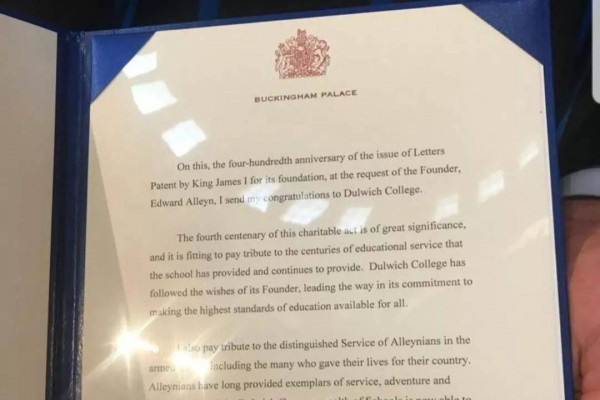 BUCKINGHAM PALACE
On this, the four-hundredth anniversary of the issue of Letters
Patent by King James I for its foundation, at the request of the Founder,
Edward Alleyn, I send my congratulations to Dulwich College.
The fourth centenary of this charitable act is of great significance,
and it is fitting to pay tribute to the centuries of educational service that
the school has provided and continues to provide. Dulwich College has
followed the wishes of its Founder, leading the way in its commitment to
making the highest standards of education available for all.
I also pay tribute to the distinguished Service of Alleynians in the
including the many who gave their lives for their country.
Alleynians have long provided exemplars of service, adventure and